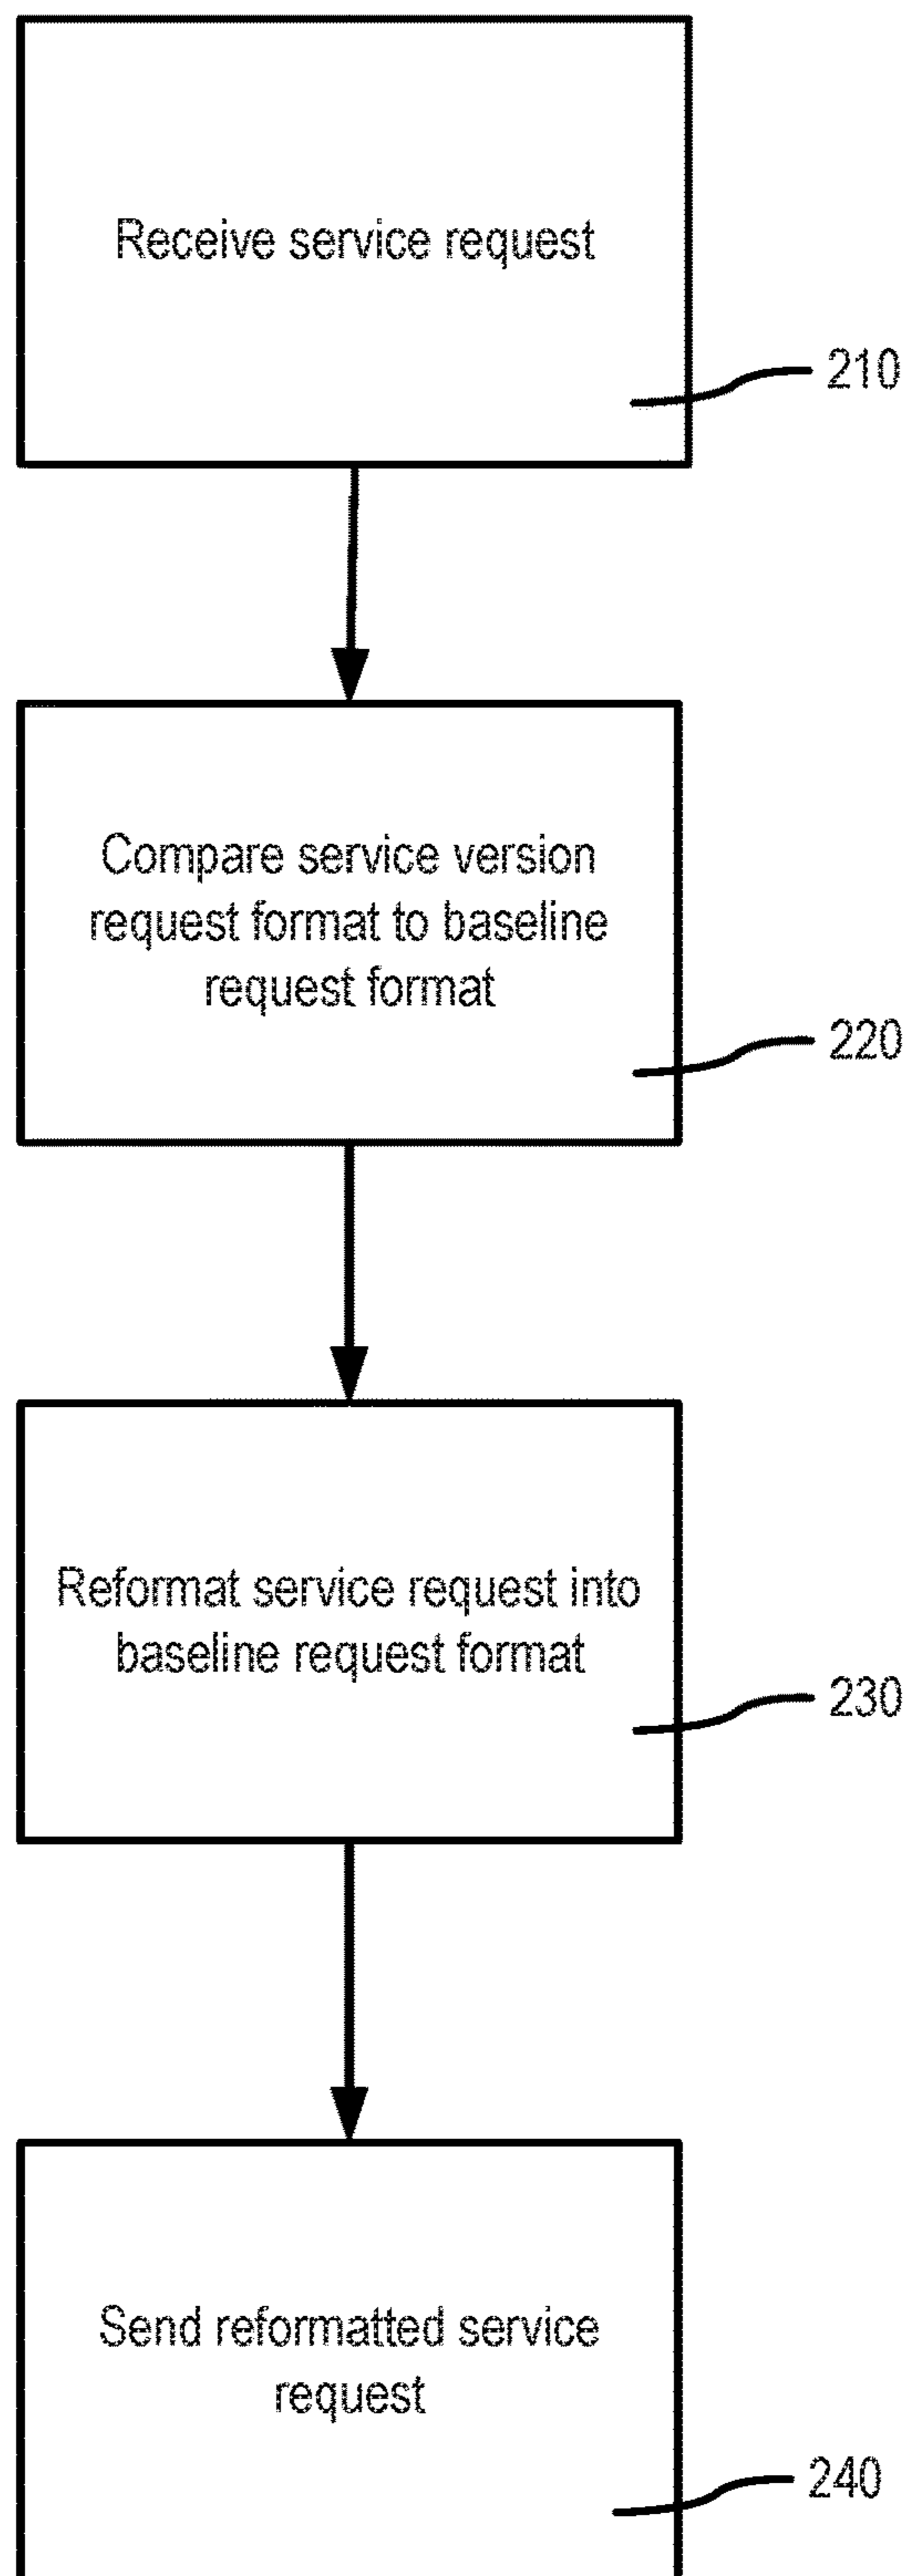 Receive service request
210
Compare service version
request format to baseline
request format
220
Reformat service request into
baseline request format
230
Send reformatted service
request
240